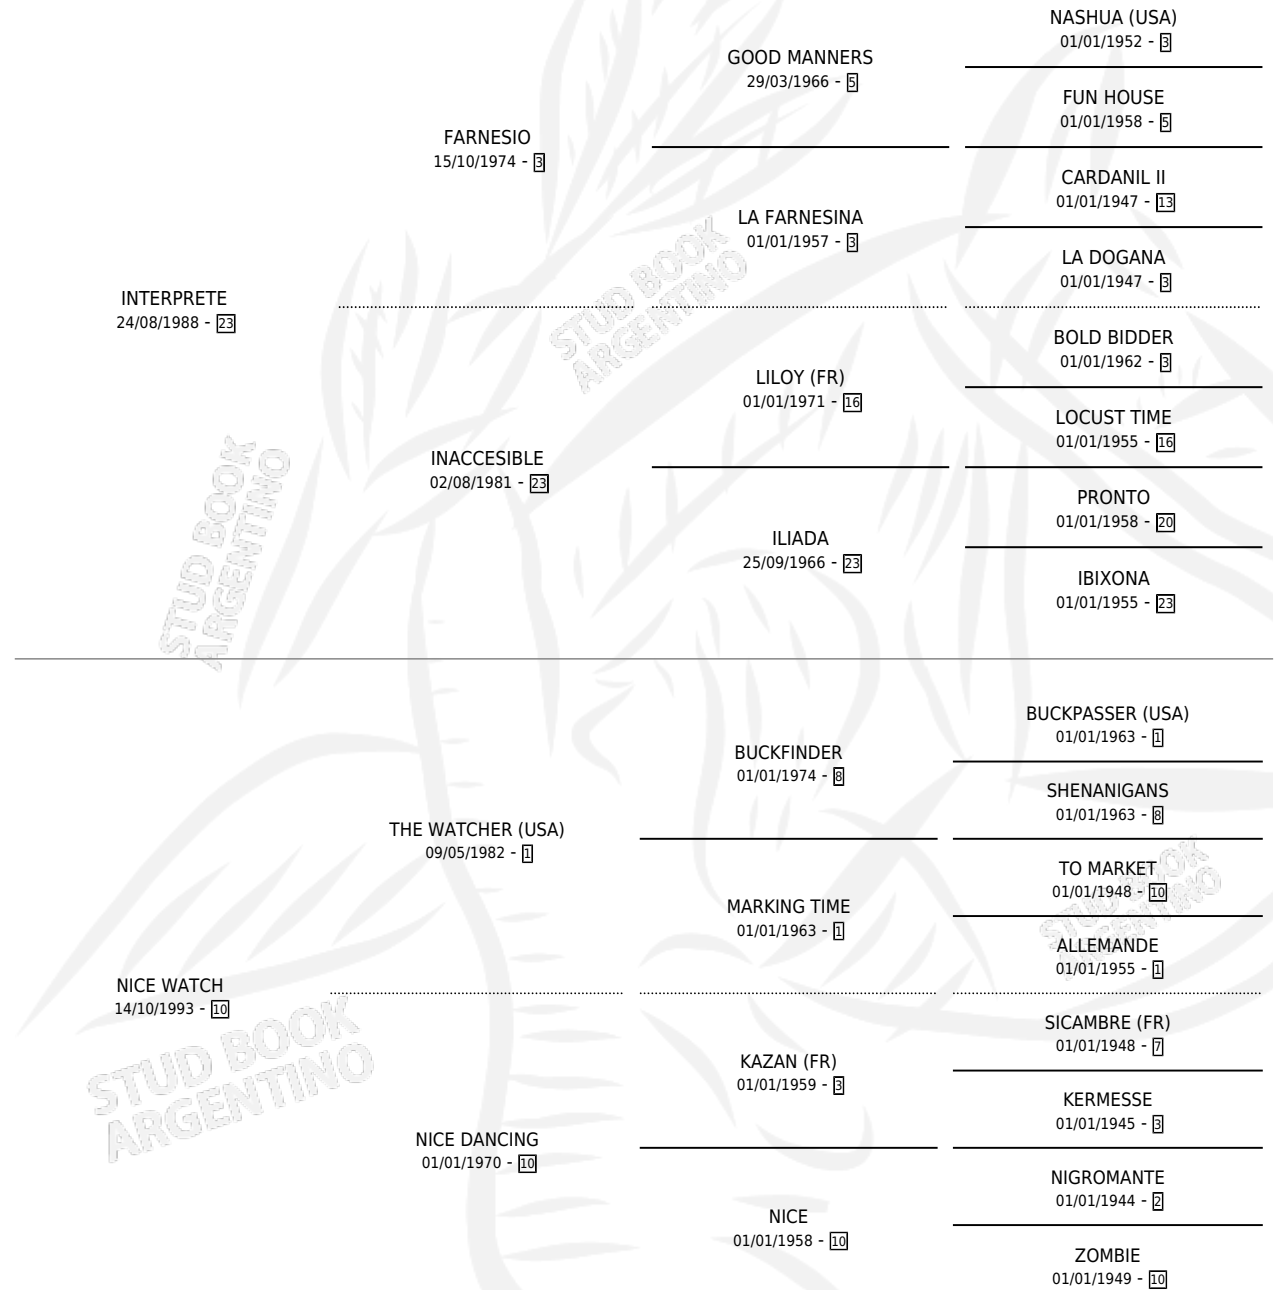 NASHUA (USA)
01/01/1952 - 3
GOOD MANNERS
29/03/1966 - 5
FUN HOUSE
01/01/1958 - 5
FARNESIO
15/10/1974 - 3
CARDANIL II
01/01/1947 - 13
LA FARNESINA
01/01/1957 - 3
LA DOGANA
01/01/1947 - 3
INTERPRETE
24/08/1988 - 23
BOLD BIDDER
01/01/1962 - 3
LILOY (FR)
01/01/1971 - 16
LOCUST TIME
01/01/1955 - 16
INACCESIBLE
02/08/1981 - 23
PRONTO
01/01/1958 - 20
ILIADA
25/09/1966 - 23
IBIXONA
01/01/1955 - 23
BUCKPASSER (USA)
01/01/1963 - 1
BUCKFINDER
01/01/1974 - 8
SHENANIGANS
01/01/1963 - 8
THE WATCHER (USA)
09/05/1982 - 1
TO MARKET
01/01/1948 - 10
MARKING TIME
01/01/1963 - 1
ALLEMANDE
01/01/1955 - 1
NICE WATCH
14/10/1993 - 10
SICAMBRE (FR)
01/01/1948 - 7
KAZAN (FR)
01/01/1959 - 3
KERMESSE
01/01/1945 - 3
NICE DANCING
01/01/1970 - 10
NIGROMANTE
01/01/1944 - 2
NICE
01/01/1958 - 10
ZOMBIE
01/01/1949 - 10
STUD BOOK
ARGENTINO
STUD BOOK
ARGENTINO
STUD BOOK
ARGENTINO
STUD BOOK
ARGENTINO